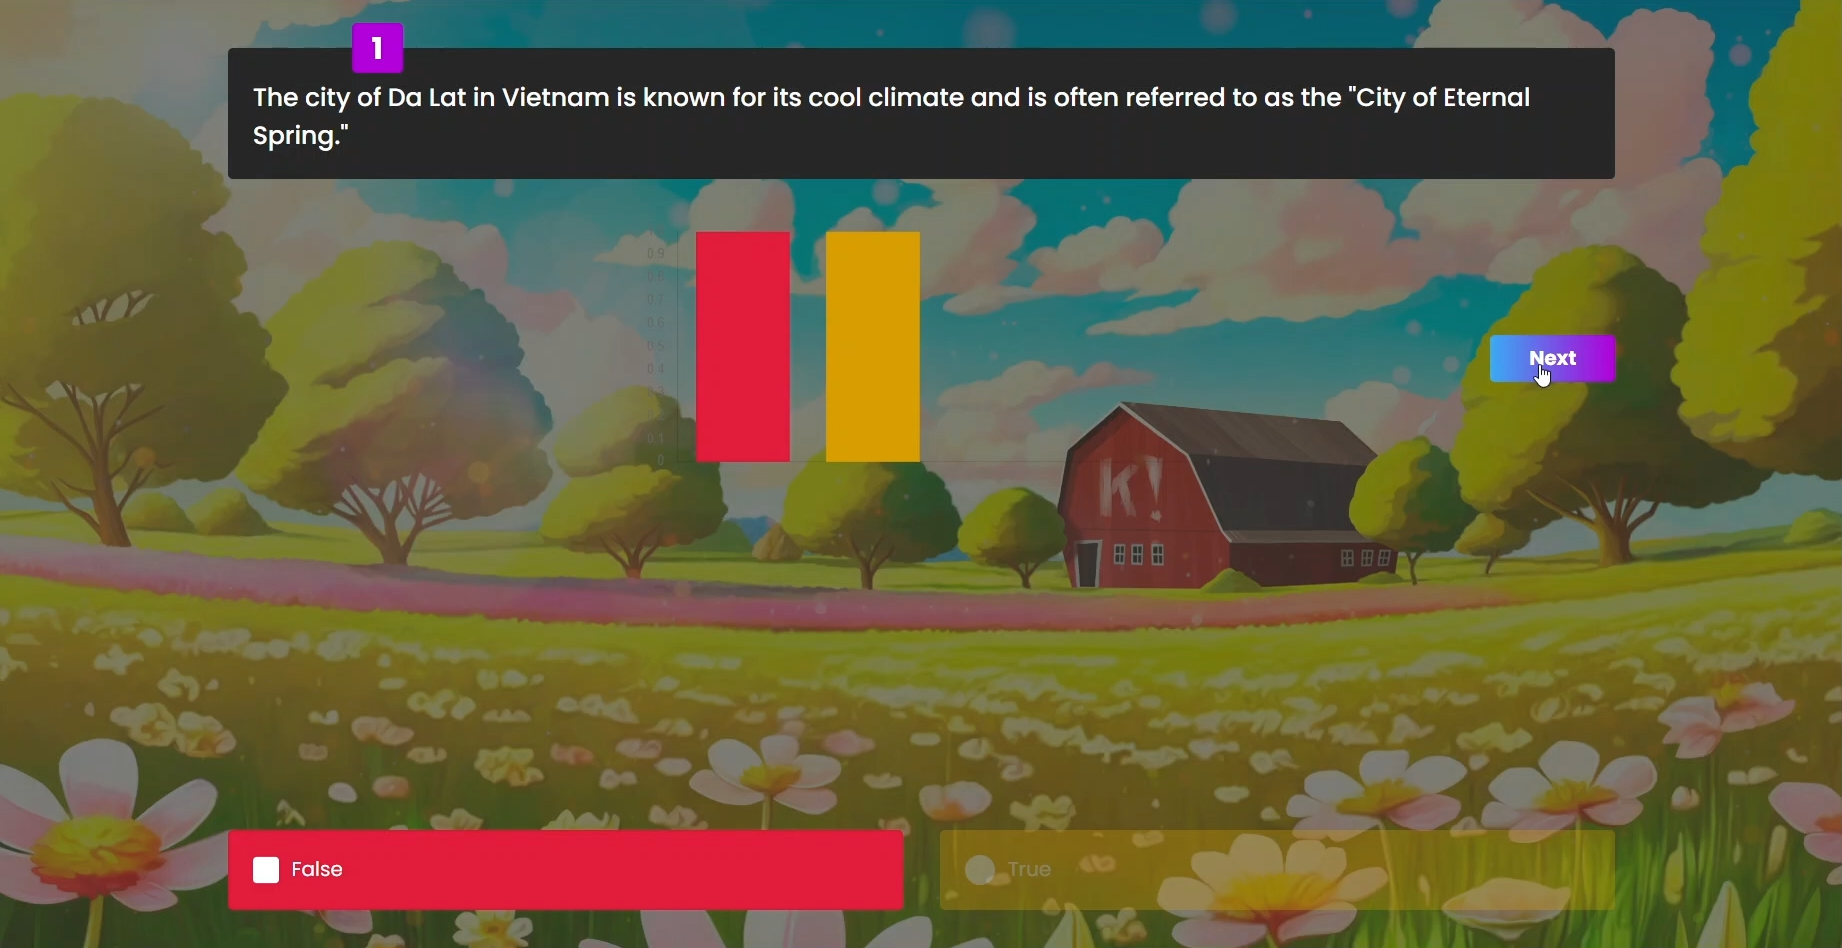 1
The city of Da Lat in Vietnam is known for its cool climate and is often referred to as the "City of Eternal
Spring."
0.9
0.8
0.7
0.6
0.5
0.4
0.3
0.1
0
Next
K!
False
True